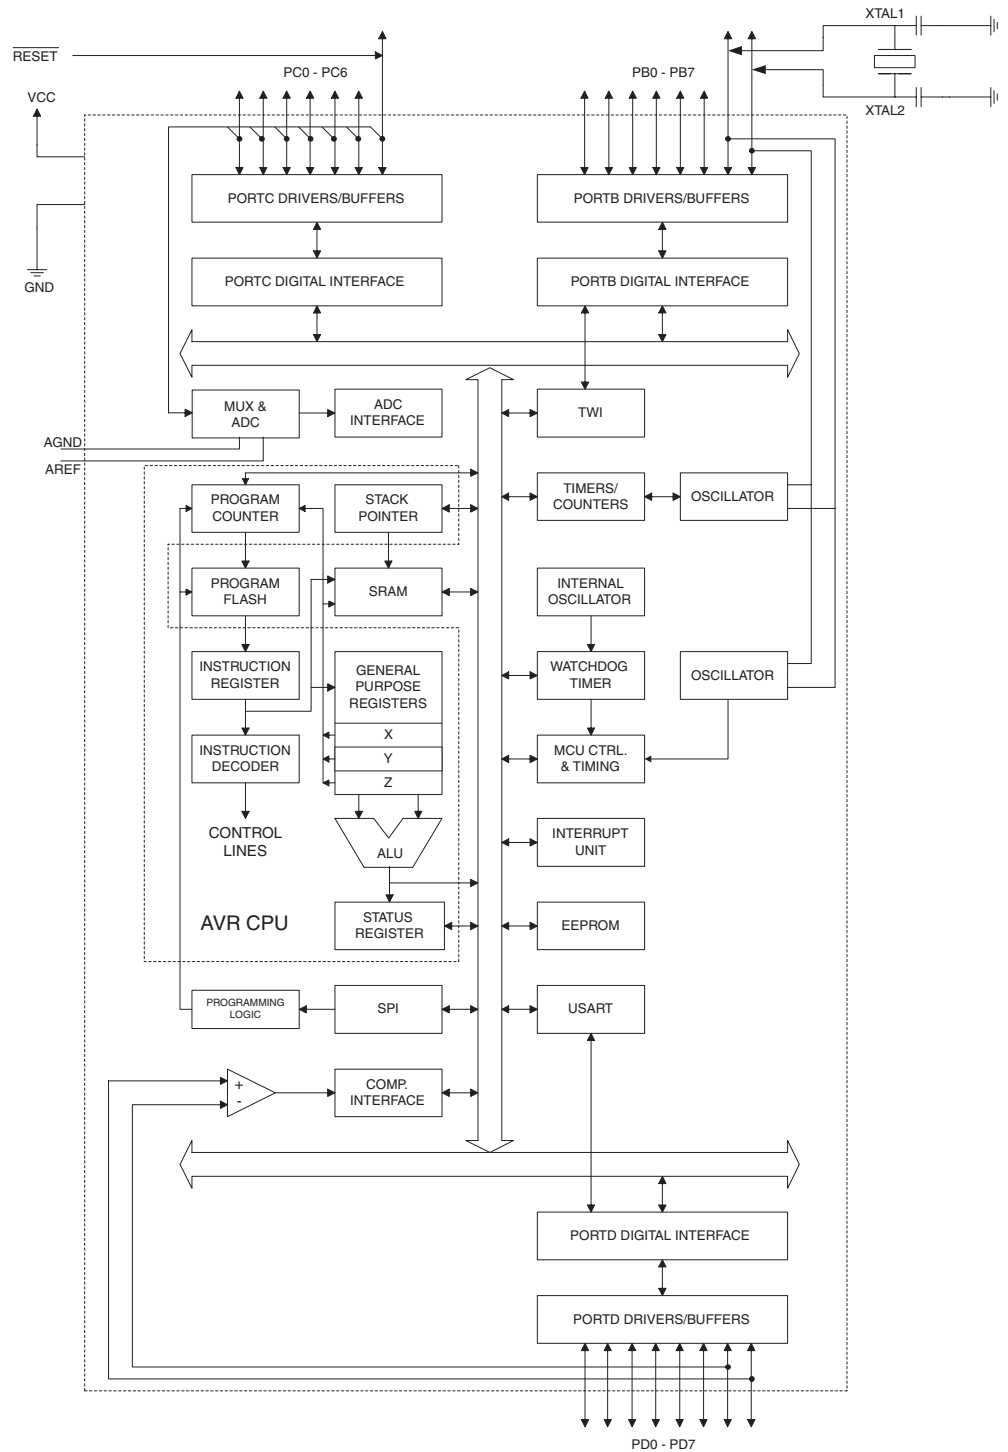 XTAL1
RESET
PC0 - PC6
PB0 - PB7
VCC
XTAL2
PORTC DRIVERS/BUFFERS
PORTB DRIVERS/BUFFERS
PORTC DIGITAL INTERFACE
PORTB DIGITAL INTERFACE
GND
MUX &
ADC
ADC
INTERFACE
TWI
AGND
AREF
PROGRAM
COUNTER
STACK
POINTER
TIMERS/
COUNTERS
OSCILLATOR
PROGRAM
FLASH
SRAM
INTERNAL
OSCILLATOR
INSTRUCTION
REGISTER
GENERAL
PURPOSE
REGISTERS
WATCHDOG
TIMER
OSCILLATOR
X
INSTRUCTION
DECODER
Y
MCU CTRL.
& TIMING
Z
CONTROL
LINES
ALU
INTERRUPT
UNIT
AVR CPU
STATUS
REGISTER
EEPROM
PROGRAMMING
LOGIC
SPI
USART
+
-
COMP.
INTERFACE
PORTD DIGITAL INTERFACE
PORTD DRIVERS/BUFFERS
PD0 - PD7